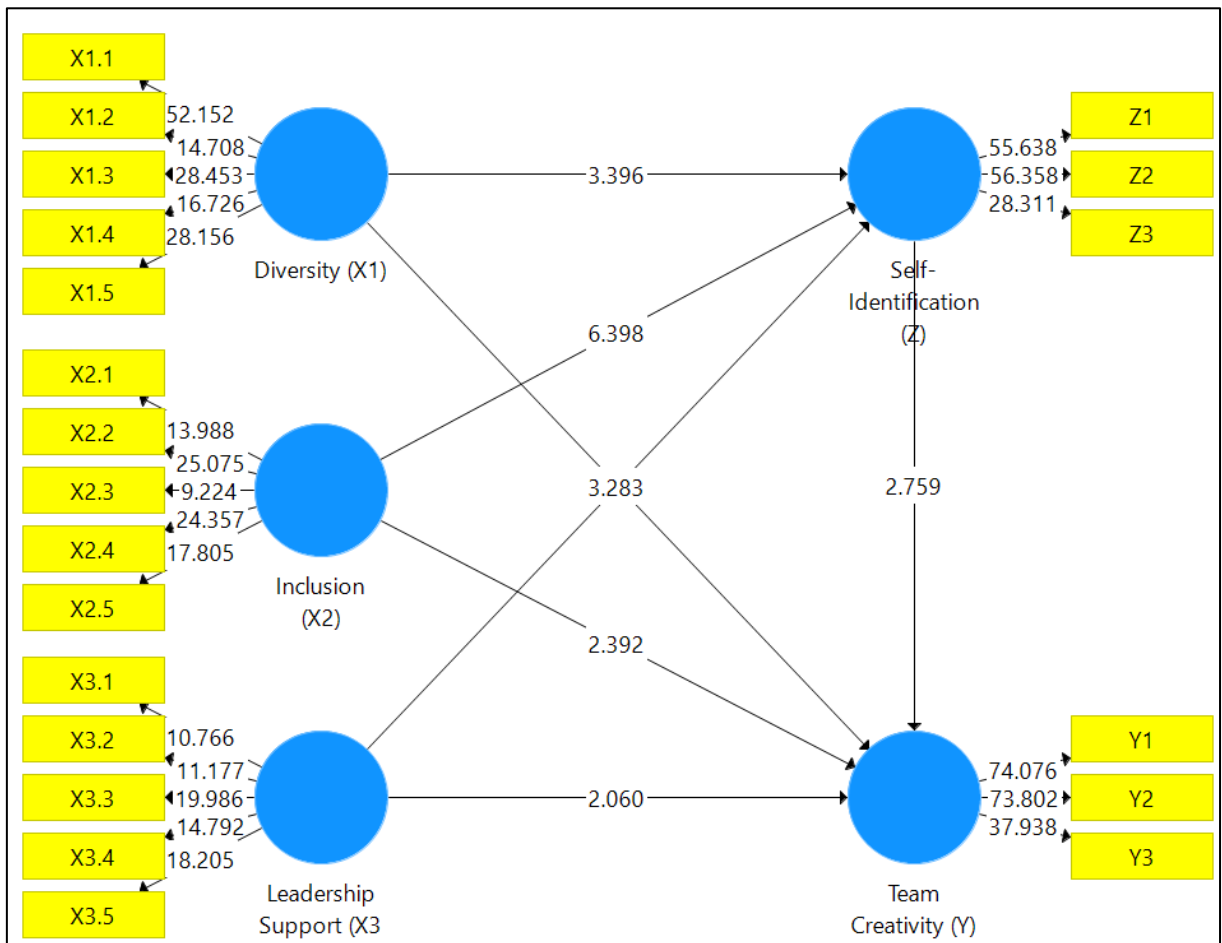 X1.1
X1.2
X1.3
X1.4
X1.5
52.152
14.708
28.453
16.726
28.156
Diversity (X1)
3.396
Z1
Z2
Z3
55.638
56.358
28.311
Self-
Identification
(Z)
X2.1
X2.2
X2.3
X2.4
X2.5
13.988
25.075
9.224
24.357
17.805
Inclusion
(X2)
6.398
3.283
2.759
2.392
X3.1
X3.2
X3.3
X3.4
X3.5
10.766
11.177
19.986
14.792
18.205
Leadership
Support (X3
2.060
Y1
Y2
Y3
74.076
73.802
37.938
Team
Creativity (Y)